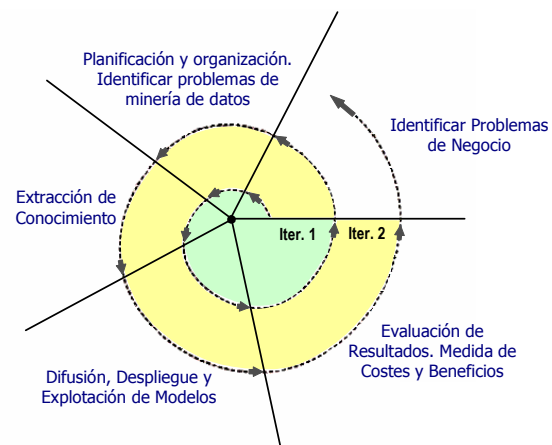 Planificación y organización.
Identificar problemas de
minería de datos
Identificar Problemas
de Negocio
Extracción de
Conocimiento
Iter. 1
Iter. 2
Evaluación de
Resultados. Medida de
Costes y Beneficios
Difusión, Despliegue y
Explotación de Modelos